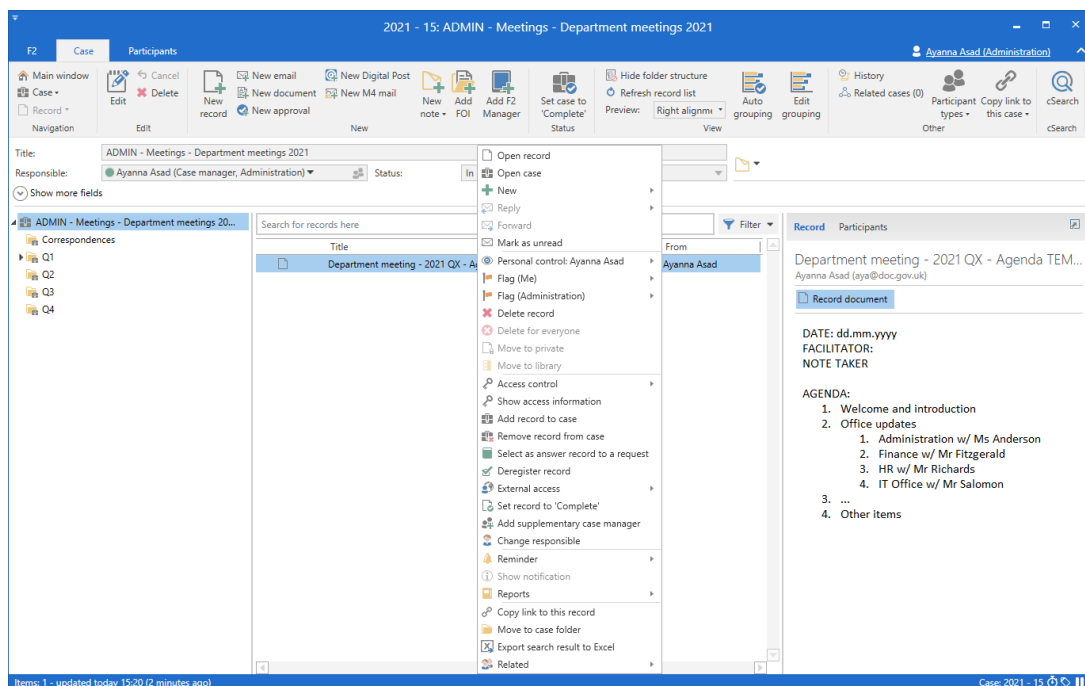 2021 - 15: ADMIN - Meetings - Department meetings 2021
F2 Case Participants Ayanna Asad (Administration)
Main window
Case
Record
Navigation
Edit
Cancel
Delete
Edit
New record
New email
New document
New approval
New Digital Post
New M4 mail
New note
Add FOI
Add F2 Manager
New
Set case to 'Complete'
Status
Hide folder structure
Refresh record list
Preview: Right alignme
Auto grouping
Edit grouping
View
History
Related cases (0)
Participant types
Copy link to this case
Other
cSearch
cSearch
Title: ADMIN - Meetings - Department meetings 2021
Responsible: Ayanna Asad (Case manager, Administration) Status: In
Show more fields
ADMIN - Meetings - Department meetings 20...
Correspondences
Q1
Q2
Q3
Q4
Search for records here
Filter
Title From
Department meeting - 2021 QX - Ayanna Asad
Open record
Open case
New
Reply
Forward
Mark as unread
Personal control: Ayanna Asad
Flag (Me)
Flag (Administration)
Delete record
Delete for everyone
Move to private
Move to library
Access control
Show access information
Add record to case
Remove record from case
Select as answer record to a request
Deregister record
External access
Set record to 'Complete'
Add supplementary case manager
Change responsible
Reminder
Show notification
Reports
Copy link to this record
Move to case folder
Export search result to Excel
Related
Record Participants
Department meeting - 2021 QX - Agenda TEM...
Ayanna Asad (aya@doc.gov.uk)
Record document
DATE: dd.mm.yyyy
FACILITATOR:
NOTE TAKER
AGENDA:
1. Welcome and introduction
2. Office updates
1. Administration w/ Ms Anderson
2. Finance w/ Mr Fitzgerald
3. HR w/ Mr Richards
4. IT Office w/ Mr Salomon
3. ...
4. Other items
Items: 1 - updated today 15:20 (2 minutes ago) Case: 2021 - 15